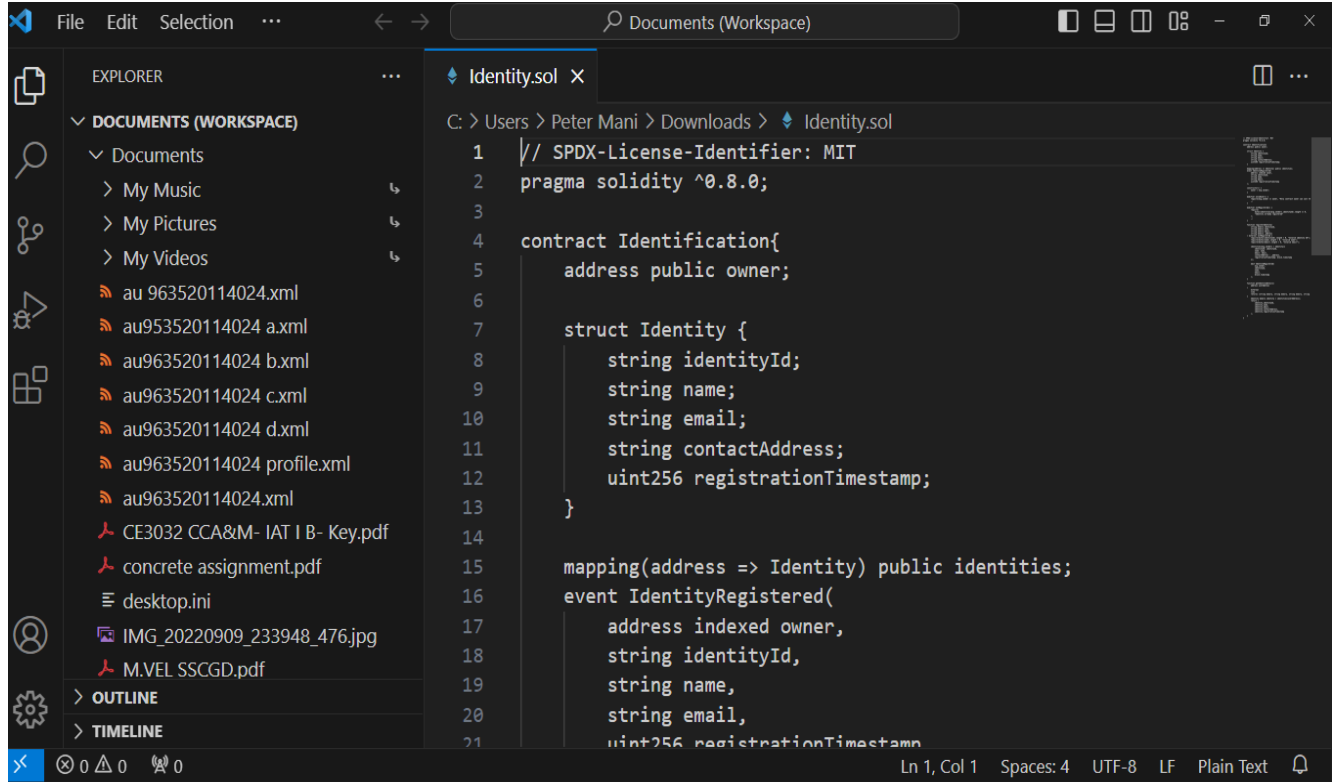 File Edit Selection ··· Documents (Workspace)
EXPLORER ···
DOCUMENTS (WORKSPACE)
Documents
My Music
My Pictures
My Videos
au 963520114024.xml
au953520114024 a.xml
au963520114024 b.xml
au963520114024 c.xml
au963520114024 d.xml
au963520114024 profile.xml
au963520114024.xml
CE3032 CCA&M- IAT I B- Key.pdf
concrete assignment.pdf
desktop.ini
IMG_20220909_233948_476.jpg
M.VEL SSCGD.pdf
OUTLINE
TIMELINE
Identity.sol
C: > Users > Peter Mani > Downloads > Identity.sol
1 // SPDX-License-Identifier: MIT
2 pragma solidity ^0.8.0;
3
4 contract Identification{
5 address public owner;
6
7 struct Identity {
8 string identityId;
9 string name;
10 string email;
11 string contactAddress;
12 uint256 registrationTimestamp;
13 }
14
15 mapping(address => Identity) public identities;
16 event IdentityRegistered(
17 address indexed owner,
18 string identityId,
19 string name,
20 string email,
21 uint256 registrationTimestamp
0 0 0 Ln 1, Col 1 Spaces: 4 UTF-8 LF Plain Text